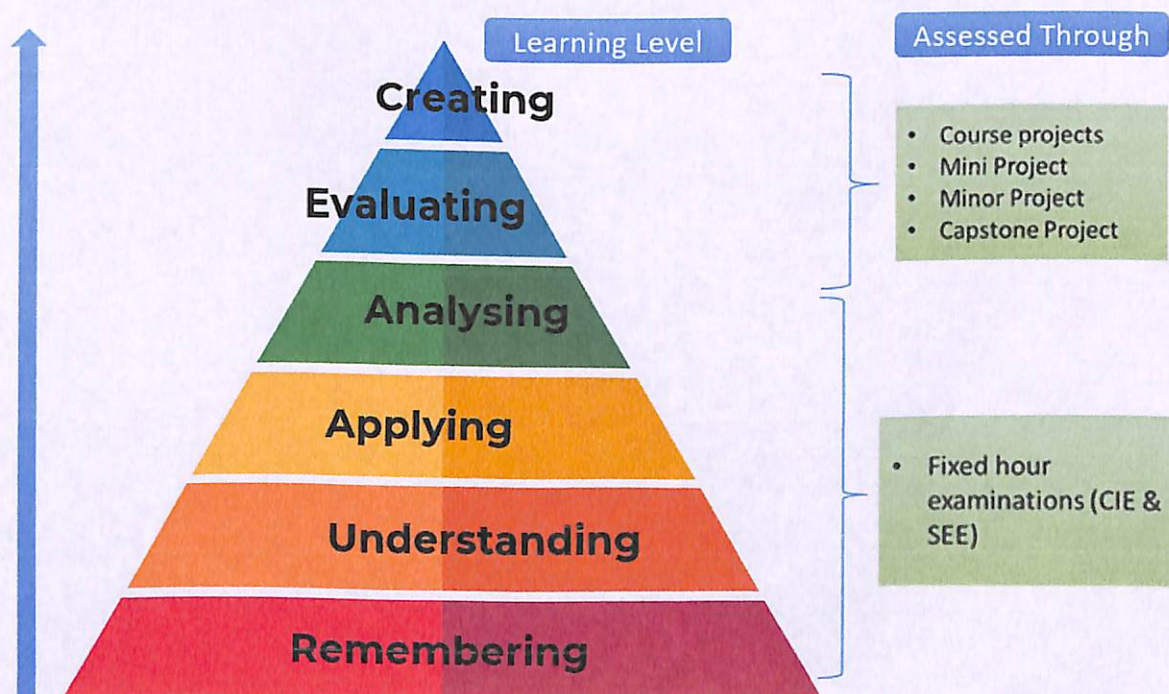 Learning Level
Assessed Through
Creating
Evaluating
Analysing
Applying
Understanding
Remembering
• Course projects
• Mini Project
• Minor Project
• Capstone Project
• Fixed hour
examinations (CIE &
SEE)